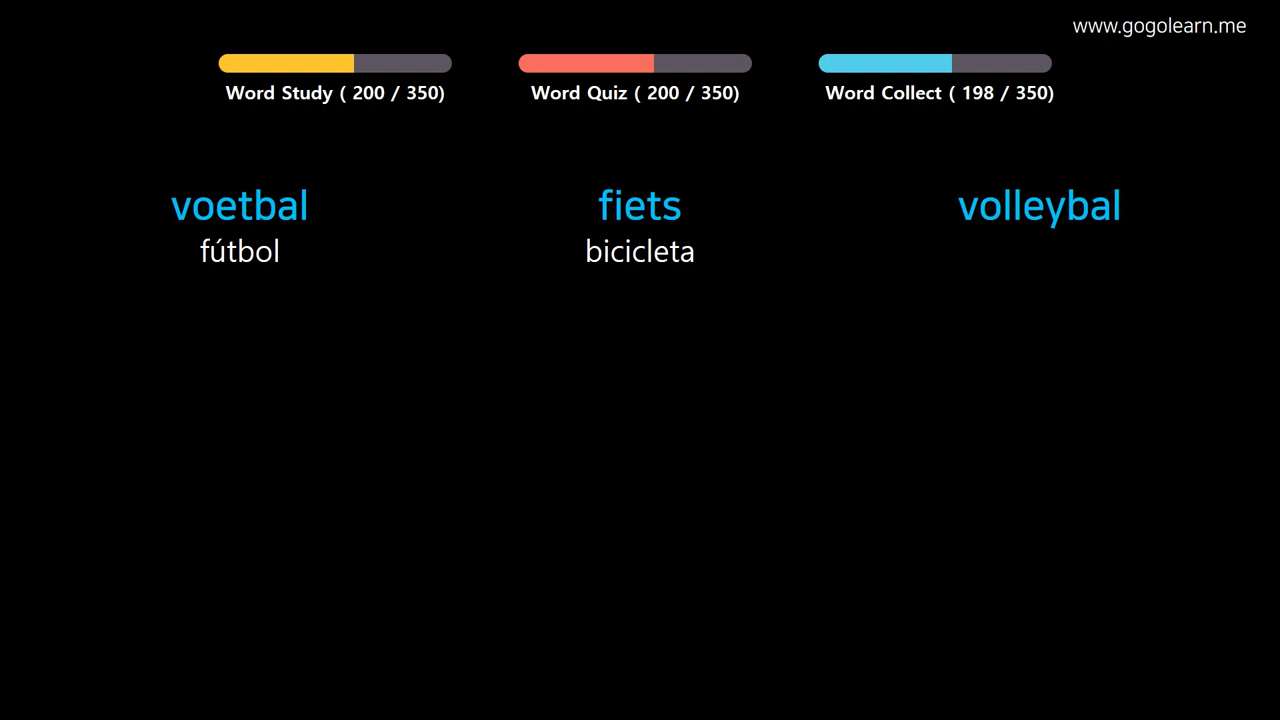 www.gogolearn.me
Word Study ( 200 / 350)
Word Quiz ( 200 / 350)
Word Collect ( 198 / 350)
voetbal
fútbol
fiets
bicicleta
volleybal